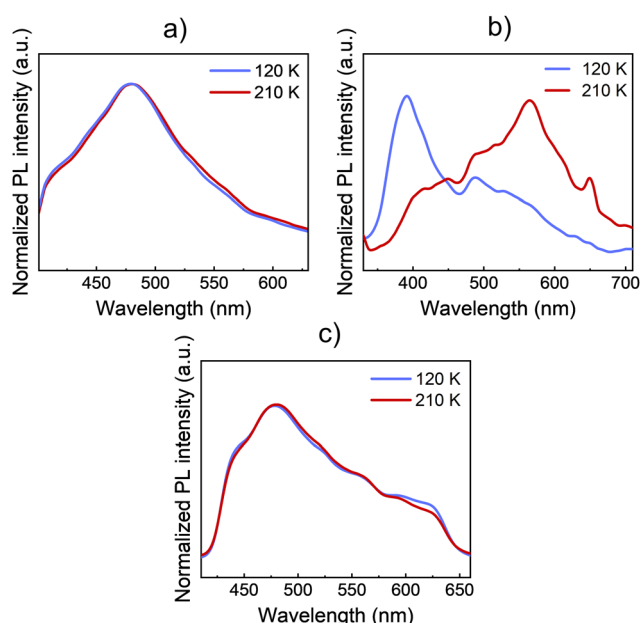 a)
Normalized PL intensity (a.u.)
120 K
210 K
450 500 550 600
Wavelength (nm)
b)
Normalized PL intensity (a.u.)
120 K
210 K
400 500 600 700
Wavelength (nm)
c)
Normalized PL intensity (a.u.)
120 K
210 K
450 500 550 600 650
Wavelength (nm)